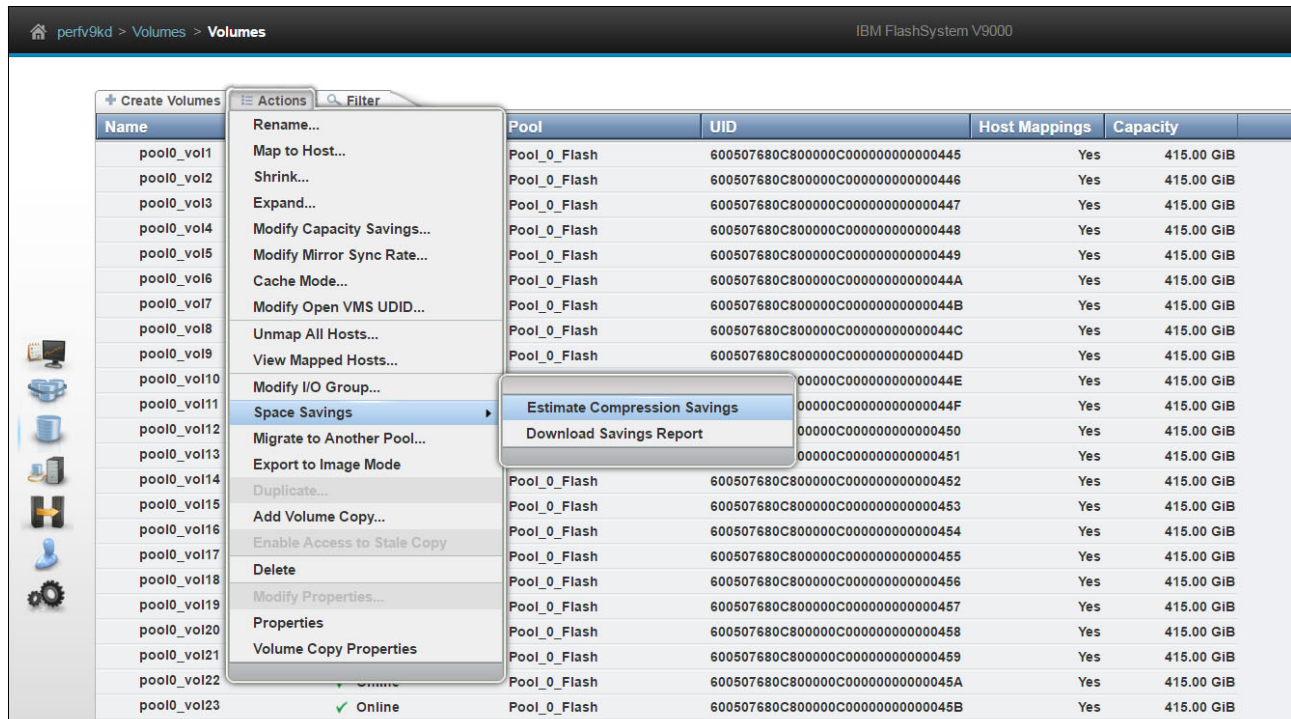 perfv9kd > Volumes > Volumes IBM FlashSystem V9000
Create Volumes Actions Filter
Name Pool UID Host Mappings Capacity
Rename...
Map to Host...
Shrink...
Expand...
Modify Capacity Savings...
Modify Mirror Sync Rate...
Cache Mode...
Modify Open VMS UDID...
Unmap All Hosts...
View Mapped Hosts...
Modify I/O Group...
Space Savings
Migrate to Another Pool...
Export to Image Mode
Duplicate...
Add Volume Copy...
Enable Access to Stale Copy
Delete
Modify Properties...
Properties
Volume Copy Properties
Estimate Compression Savings
Download Savings Report
pool0_vol1 Pool_0_Flash 600507680C800000C000000000000445 Yes 415.00 GiB
pool0_vol2 Pool_0_Flash 600507680C800000C000000000000446 Yes 415.00 GiB
pool0_vol3 Pool_0_Flash 600507680C800000C000000000000447 Yes 415.00 GiB
pool0_vol4 Pool_0_Flash 600507680C800000C000000000000448 Yes 415.00 GiB
pool0_vol5 Pool_0_Flash 600507680C800000C000000000000449 Yes 415.00 GiB
pool0_vol6 Pool_0_Flash 600507680C800000C00000000000044A Yes 415.00 GiB
pool0_vol7 Pool_0_Flash 600507680C800000C00000000000044B Yes 415.00 GiB
pool0_vol8 Pool_0_Flash 600507680C800000C00000000000044C Yes 415.00 GiB
pool0_vol9 Pool_0_Flash 600507680C800000C00000000000044D Yes 415.00 GiB
pool0_vol10 00000C00000000000044E Yes 415.00 GiB
pool0_vol11 00000C00000000000044F Yes 415.00 GiB
pool0_vol12 00000C000000000000450 Yes 415.00 GiB
pool0_vol13 00000C000000000000451 Yes 415.00 GiB
pool0_vol14 Pool_0_Flash 600507680C800000C000000000000452 Yes 415.00 GiB
pool0_vol15 Pool_0_Flash 600507680C800000C000000000000453 Yes 415.00 GiB
pool0_vol16 Pool_0_Flash 600507680C800000C000000000000454 Yes 415.00 GiB
pool0_vol17 Pool_0_Flash 600507680C800000C000000000000455 Yes 415.00 GiB
pool0_vol18 Pool_0_Flash 600507680C800000C000000000000456 Yes 415.00 GiB
pool0_vol19 Pool_0_Flash 600507680C800000C000000000000457 Yes 415.00 GiB
pool0_vol20 Pool_0_Flash 600507680C800000C000000000000458 Yes 415.00 GiB
pool0_vol21 Pool_0_Flash 600507680C800000C000000000000459 Yes 415.00 GiB
pool0_vol22 Pool_0_Flash 600507680C800000C00000000000045A Yes 415.00 GiB
pool0_vol23 Online Pool_0_Flash 600507680C800000C00000000000045B Yes 415.00 GiB